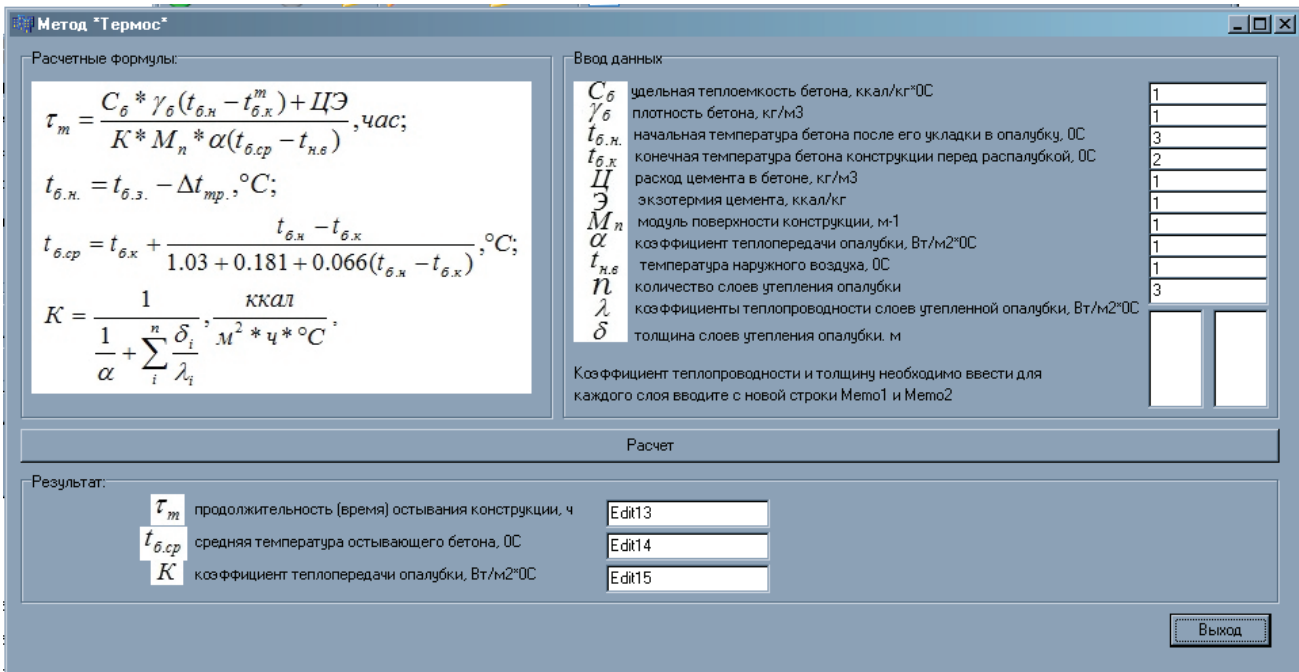 Метод "Термос"
Расчетные формулы:
τ_m = (C_б * γ_б (t_б.н − t_б.к^m) + ЦЭ) / (К * М_n * α(t_б.ср − t_н.в)), час;
t_б.н. = t_б.з. − Δt_тр., °C;
t_б.ср = t_б.к + (t_б.н − t_б.к) / (1.03 + 0.181 + 0.066(t_б.н − t_б.к)), °C;
K = 1 / (1/α + ∑_i^n δ_i/λ_i), ккал / (м² * ч * °C),
Ввод данных
C_б удельная теплоемкость бетона, ккал/кг*0С 1
γ_б плотность бетона, кг/м3 1
t_б.н. начальная температура бетона после его укладки в опалубку, 0С 3
t_б.к конечная температура бетона конструкции перед распалубкой, 0С 2
Ц расход цемента в бетоне, кг/м3 1
Э экзотермия цемента, ккал/кг 1
М_n модуль поверхности конструкции, м-1 1
α коэффициент теплопередачи опалубки, Вт/м2*0С 1
t_н.в температура наружного воздуха, 0С 1
n количество слоев утепления опалубки 3
λ коэффициенты теплопроводности слоев утепленной опалубки, Вт/м2*0С
δ толщина слоев утепления опалубки. м
Коэффициент теплопроводности и толщину необходимо ввести для
каждого слоя вводите с новой строки Memo1 и Memo2
Расчет
Результат:
τ_m продолжительность (время) остывания конструкции, ч Edit13
t_б.ср средняя температура остывающего бетона, 0С Edit14
K коэффициент теплопередачи опалубки, Вт/м2*0С Edit15
Выход